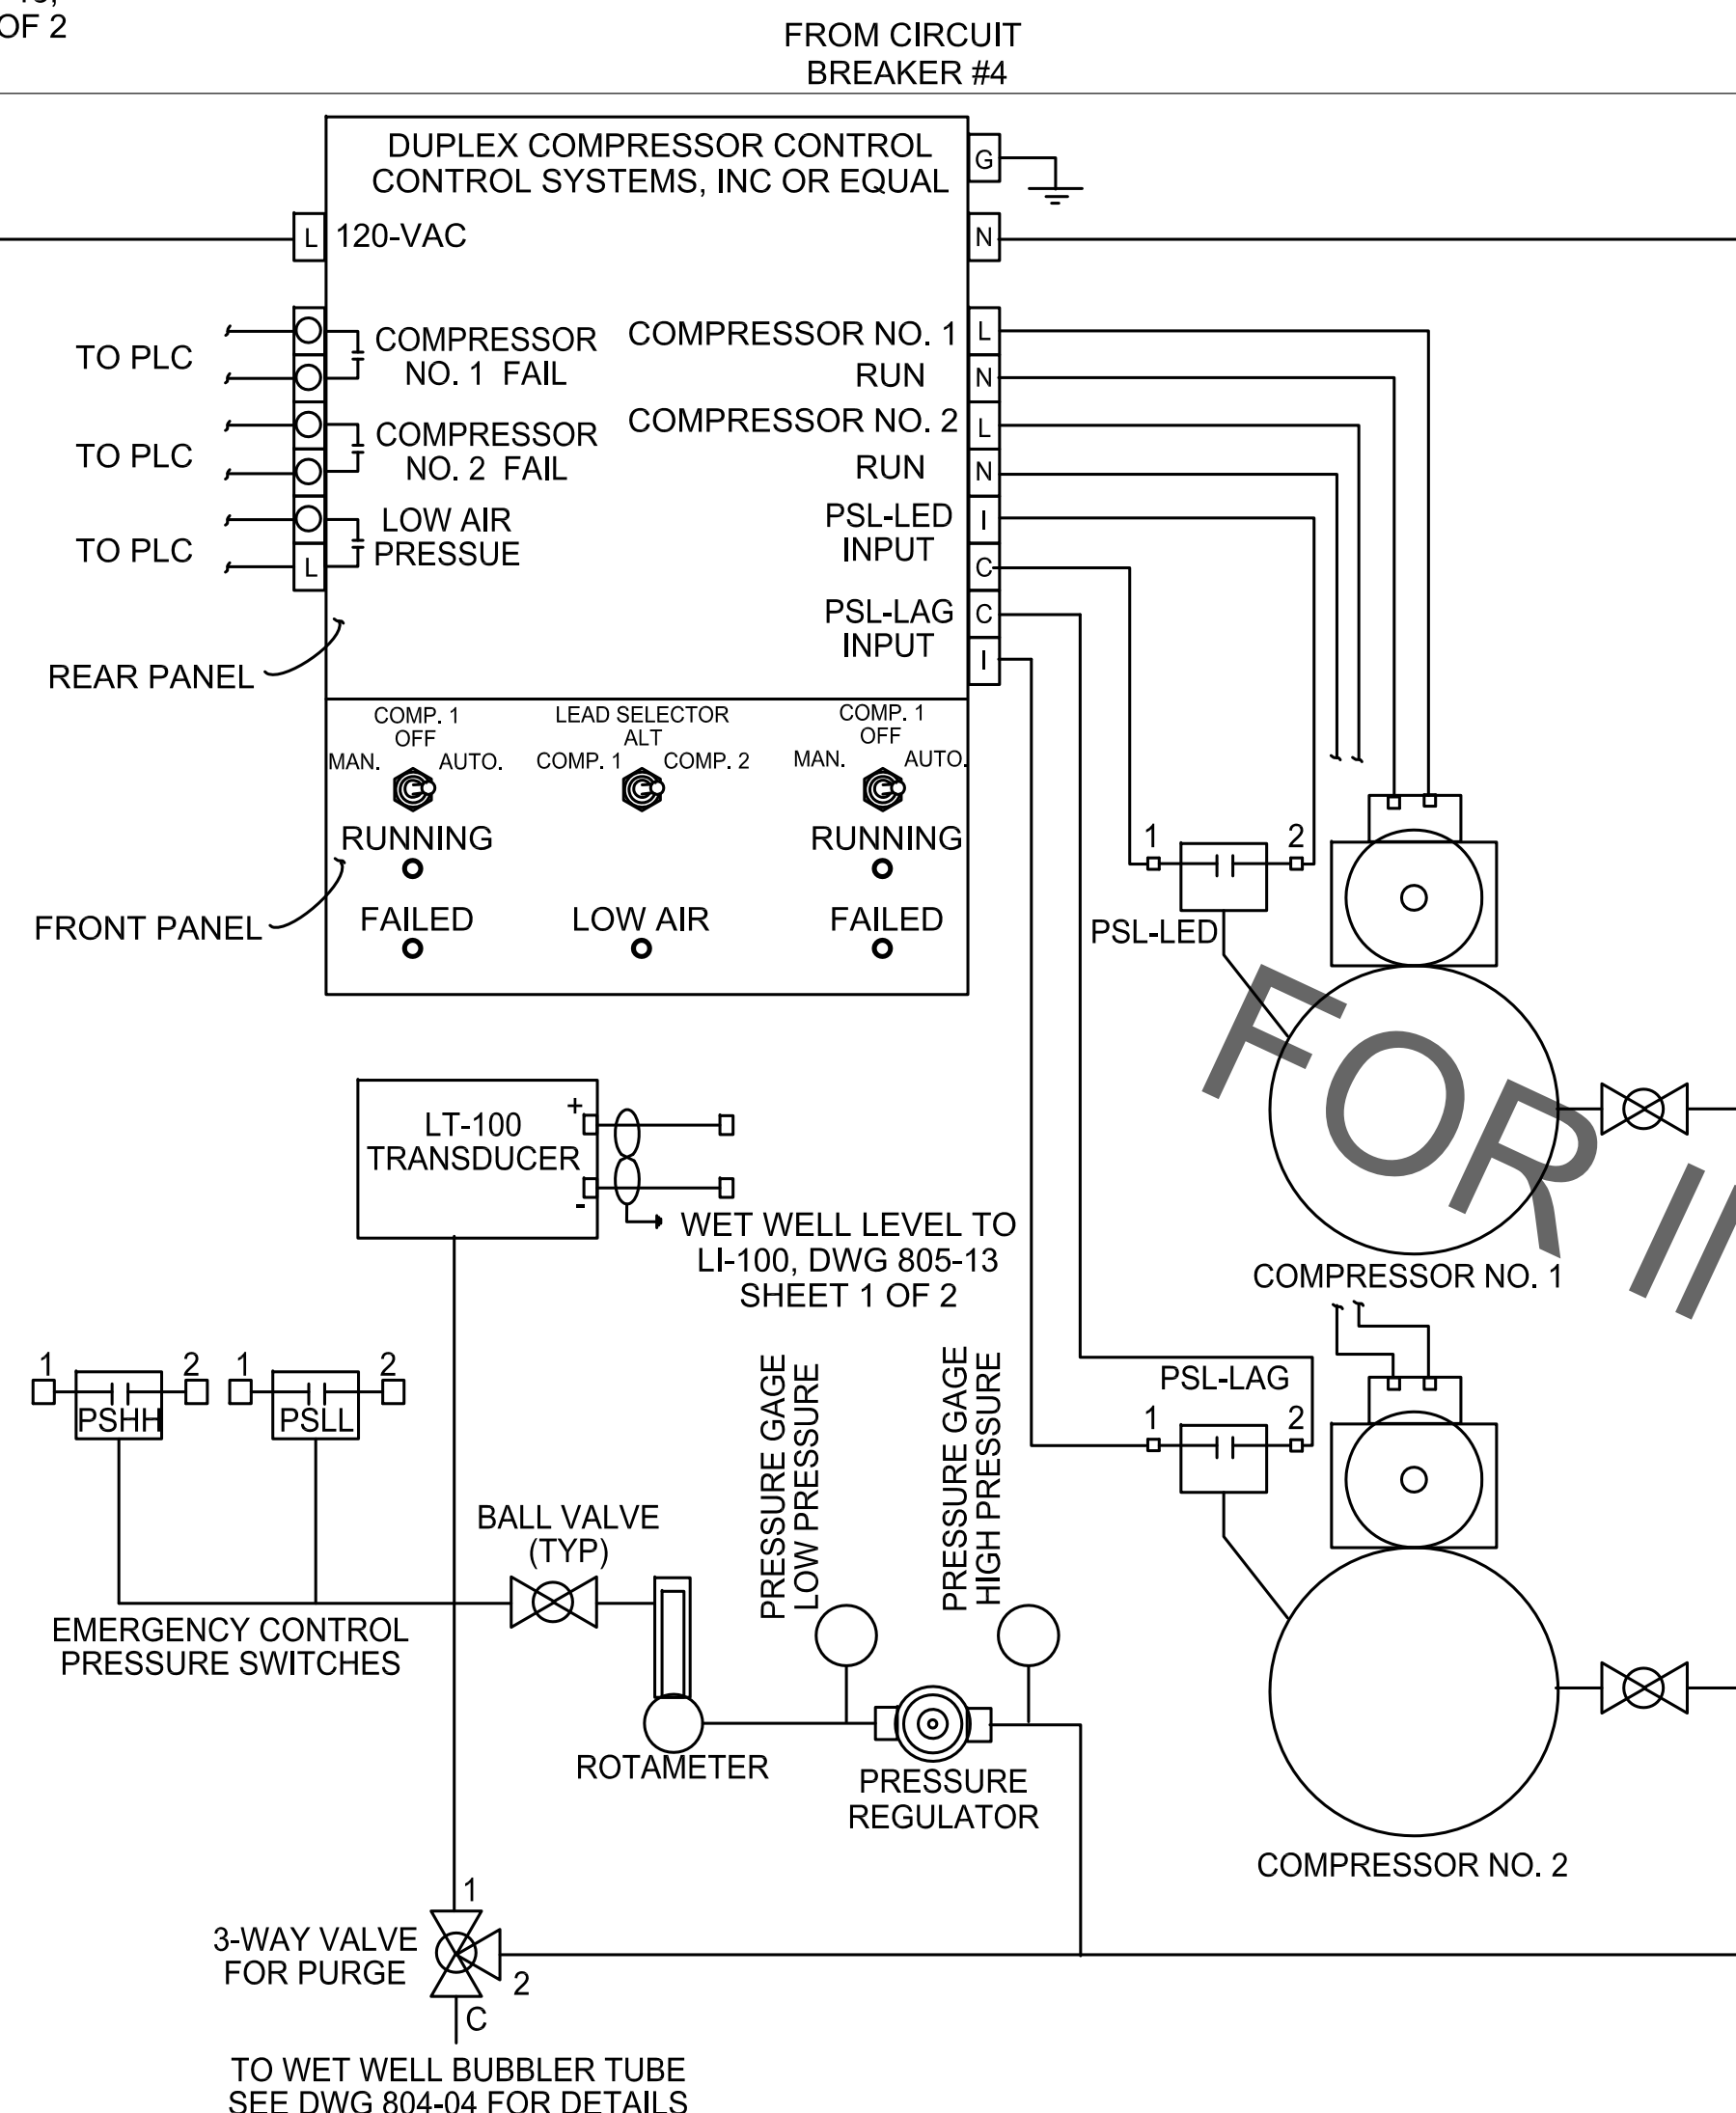 OF 2
FROM CIRCUIT
BREAKER #4
DUPLEX COMPRESSOR CONTROL
CONTROL SYSTEMS, INC OR EQUAL
G
L
120-VAC
N
TO PLC
COMPRESSOR
NO. 1 FAIL
COMPRESSOR NO. 1
RUN
L
N
TO PLC
COMPRESSOR
NO. 2 FAIL
COMPRESSOR NO. 2
RUN
L
N
TO PLC
L
LOW AIR
PRESSUE
PSL-LED
INPUT
I
C
PSL-LAG
INPUT
C
I
REAR PANEL
COMP. 1
OFF
MAN.
AUTO.
LEAD SELECTOR
ALT
COMP. 1
COMP. 2
COMP. 1
OFF
MAN.
AUTO.
RUNNING
RUNNING
FRONT PANEL
FAILED
LOW AIR
FAILED
1
2
PSL-LED
FOR
COMPRESSOR NO. 1
LT-100
TRANSDUCER
+
-
WET WELL LEVEL TO
LI-100, DWG 805-13
SHEET 1 OF 2
1
2
PSHH
1
2
PSLL
PRESSURE GAGE
LOW PRESSURE
PRESSURE GAGE
HIGH PRESSURE
PSL-LAG
1
2
BALL VALVE
(TYP)
EMERGENCY CONTROL
PRESSURE SWITCHES
ROTAMETER
PRESSURE
REGULATOR
COMPRESSOR NO. 2
1
3-WAY VALVE
FOR PURGE
2
C
TO WET WELL BUBBLER TUBE
SEE DWG 804-04 FOR DETAILS